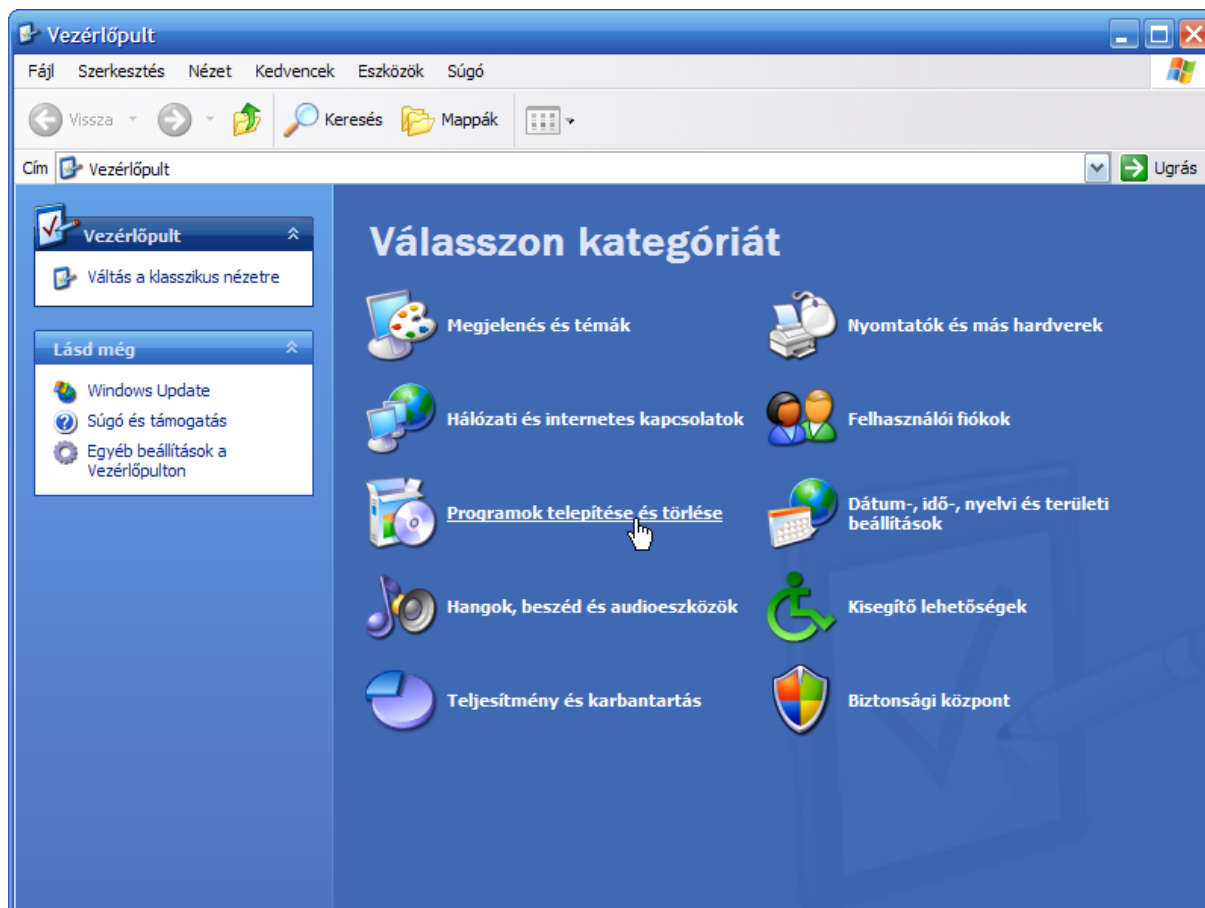 Vezérlőpult
Fájl Szerkesztés Nézet Kedvencek Eszközök Súgó
Vissza Keresés Mappák
Cím Vezérlőpult Ugrás
Vezérlőpult
Váltás a klasszikus nézetre
Lásd még
Windows Update
Súgó és támogatás
Egyéb beállítások a
Vezérlőpulton
Válasszon kategóriát
Megjelenés és témák
Nyomtatók és más hardverek
Hálózati és internetes kapcsolatok
Felhasználói fiókok
Programok telepítése és törlése
Dátum-, idő-, nyelvi és területi
beállítások
Hangok, beszéd és audioeszközök
Kisegítő lehetőségek
Teljesítmény és karbantartás
Biztonsági központ